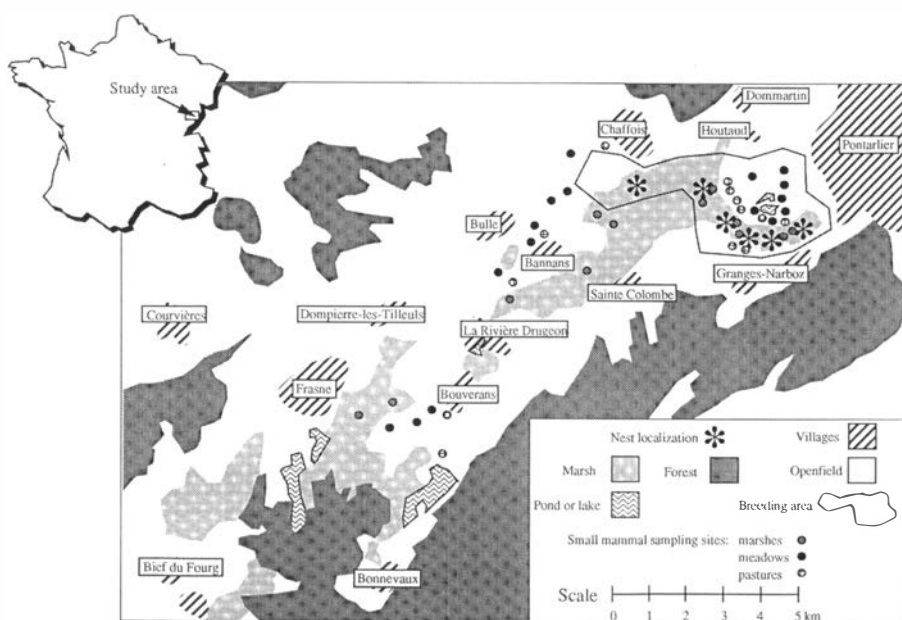 Study area
Dommartin
Chaffois
Houtaud
Pontarlier
Bulle
Bannans
Granges-Narboz
Sainte Colombe
Courvières
Dompierre-les-Tilleuls
La Rivière Drugeon
Frasne
Bouverans
Bief du Fourg
Bonnevaux
Nest localization
Villages
Marsh
Forest
Openfield
Pond or lake
Breeding area
Small mammal sampling sites: marshes
meadows
pastures
Scale
0 1 2 3 4 5 km